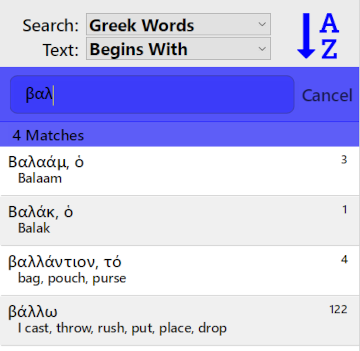 Search: Greek Words
Text: Begins With
A
Z
βαλ
Cancel
4 Matches
Βαλαάμ, ὁ
3
Balaam
Βαλάκ, ὁ
1
Balak
βαλλάντιον, τό
4
bag, pouch, purse
βάλλω
122
I cast, throw, rush, put, place, drop